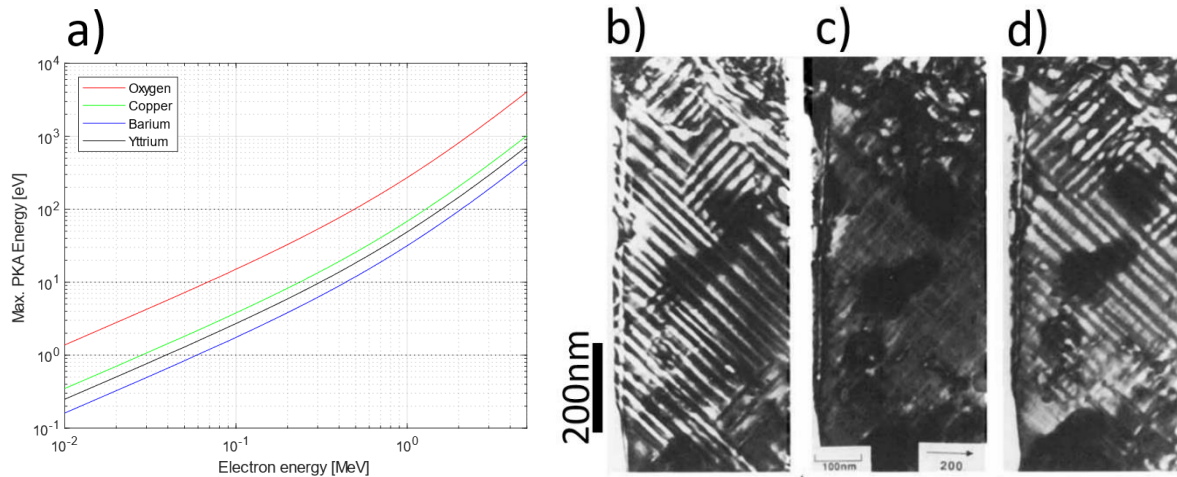 a)
b)
c)
d)
Max. PKA Energy [eV]
10^4
10^3
10^2
10^1
10^0
10^-1
Oxygen
Copper
Barium
Yttrium
10^-2
10^-1
10^0
Electron energy [MeV]
200nm
100nm
200